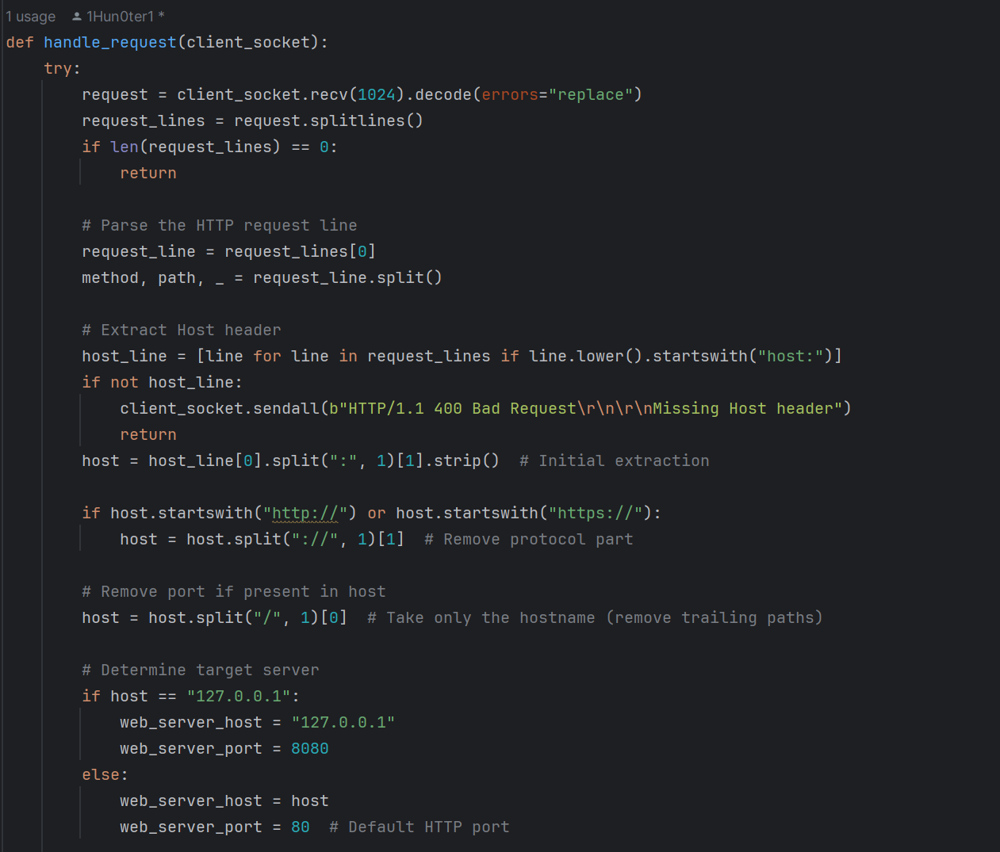 1 usage 1Hun0ter1 *
def handle_request(client_socket):
    try:
        request = client_socket.recv(1024).decode(errors="replace")
        request_lines = request.splitlines()
        if len(request_lines) == 0:
            return
        # Parse the HTTP request line
        request_line = request_lines[0]
        method, path, _ = request_line.split()
        # Extract Host header
        host_line = [line for line in request_lines if line.lower().startswith("host:")]
        if not host_line:
            client_socket.sendall(b"HTTP/1.1 400 Bad Request\r\n\r\nMissing Host header")
            return
        host = host_line[0].split(":", 1)[1].strip()  # Initial extraction
        if host.startswith("http://") or host.startswith("https://"):
            host = host.split("://", 1)[1]  # Remove protocol part
        # Remove port if present in host
        host = host.split("/", 1)[0]  # Take only the hostname (remove trailing paths)
        # Determine target server
        if host == "127.0.0.1":
            web_server_host = "127.0.0.1"
            web_server_port = 8080
        else:
            web_server_host = host
            web_server_port = 80  # Default HTTP port